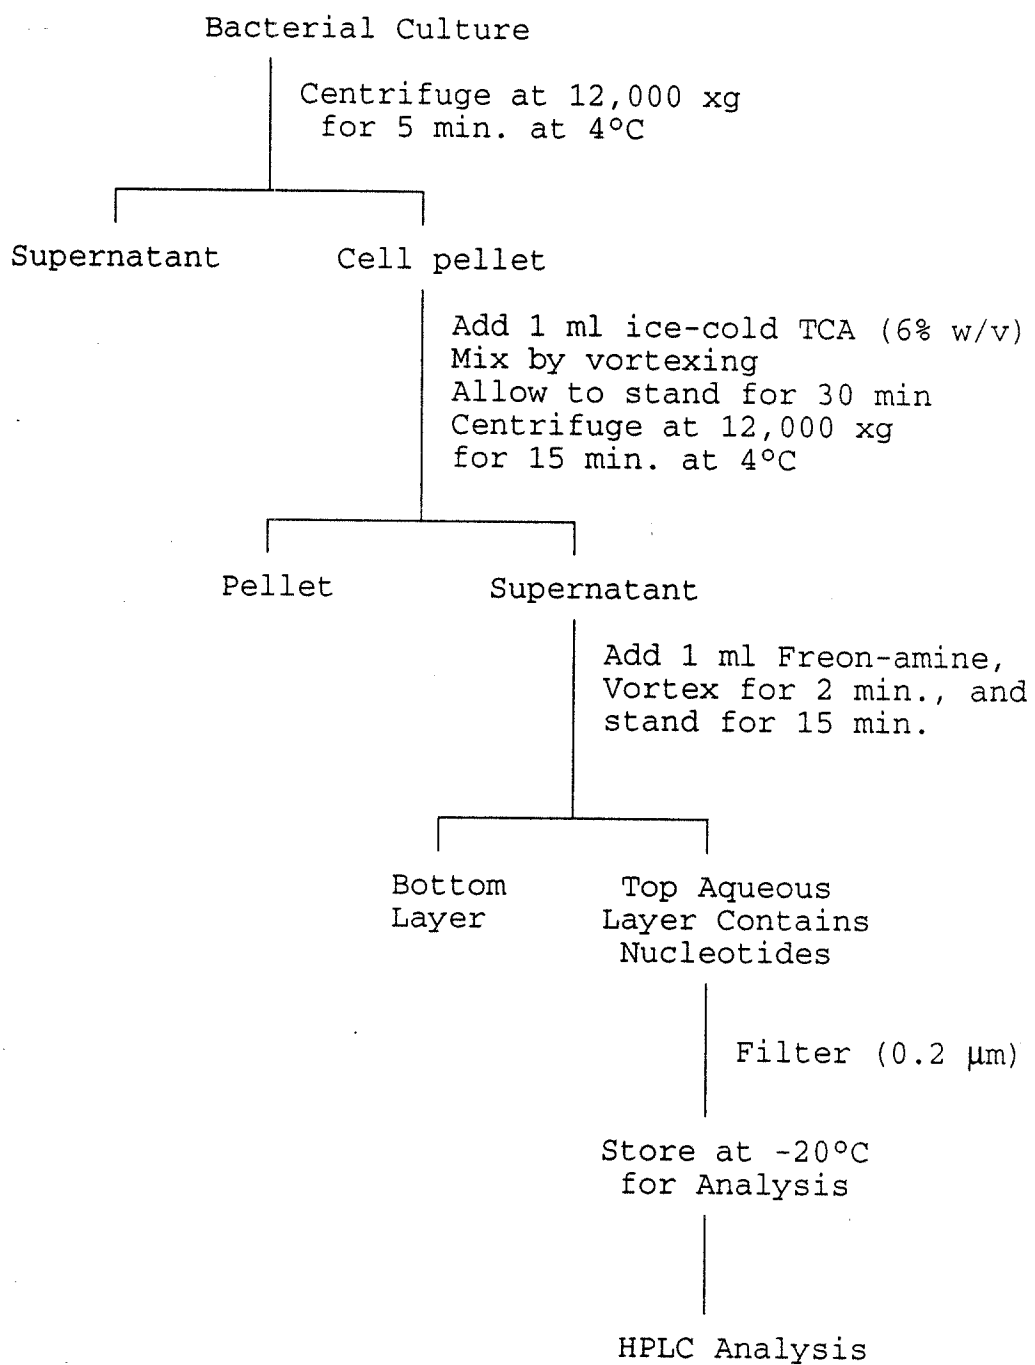 Bacterial Culture
Centrifuge at 12,000 xg
for 5 min. at 4°C
Supernatant
Cell pellet
Add 1 ml ice-cold TCA (6% w/v)
Mix by vortexing
Allow to stand for 30 min
Centrifuge at 12,000 xg
for 15 min. at 4°C
Pellet
Supernatant
Add 1 ml Freon-amine,
Vortex for 2 min., and
stand for 15 min.
Bottom
Layer
Top Aqueous
Layer Contains
Nucleotides
Filter (0.2 µm)
Store at -20°C
for Analysis
HPLC Analysis